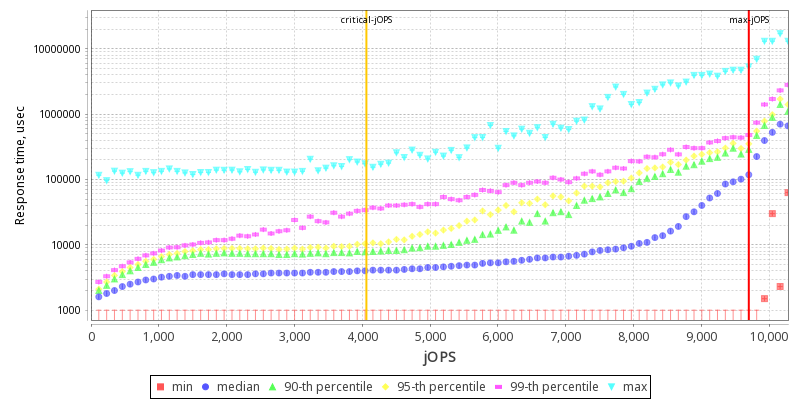 critical-jOPS max-jOPS
10000000
1000000
100000
10000
1000
Response time, usec
0 1,000 2,000 3,000 4,000 5,000 6,000 7,000 8,000 9,000 10,000
jOPS
min median 90-th percentile 95-th percentile 99-th percentile max